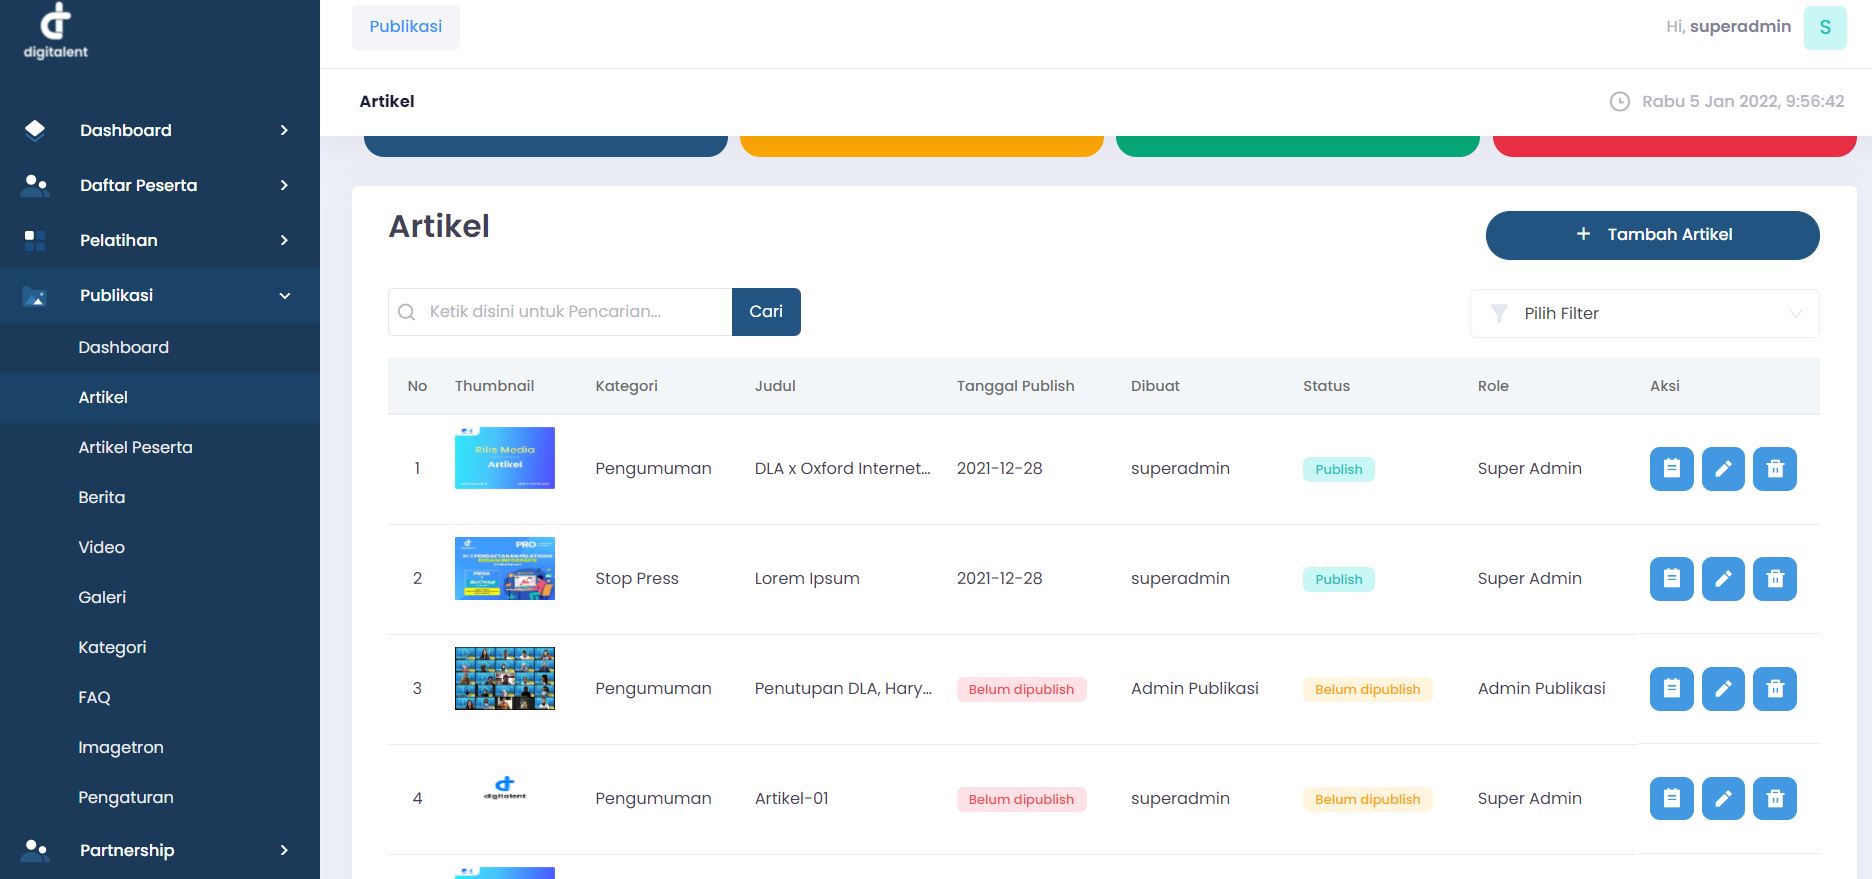 digitalent
Publikasi
Hi, superadmin
S
Artikel
Rabu 5 Jan 2022, 9:56:42
Dashboard
Daftar Peserta
Pelatihan
Publikasi
Dashboard
Artikel
Artikel Peserta
Berita
Video
Galeri
Kategori
FAQ
Imagetron
Pengaturan
Partnership
Artikel
+ Tambah Artikel
Ketik disini untuk Pencarian...
Cari
Pilih Filter
No Thumbnail Kategori Judul Tanggal Publish Dibuat Status Role Aksi
Rilis Media
Artikel
1 Pengumuman DLA x Oxford Internet... 2021-12-28 superadmin Publish Super Admin
PRO
H-7 PENDAFTARAN PELATIHAN
DESAIN INFOGRAFIS
2 Stop Press Lorem Ipsum 2021-12-28 superadmin Publish Super Admin
3 Pengumuman Penutupan DLA, Hary... Belum dipublish Admin Publikasi Belum dipublish Admin Publikasi
digitalent
4 Pengumuman Artikel-01 Belum dipublish superadmin Belum dipublish Super Admin